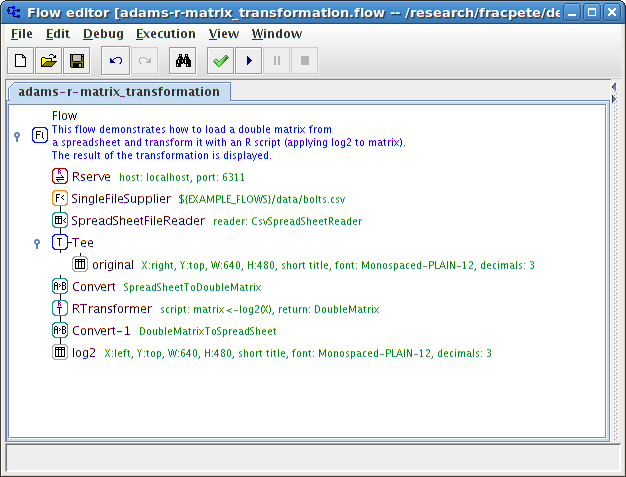 Flow editor [adams-r-matrix_transformation.flow -- /research/fracpete/de
File Edit Debug Execution View Window
adams-r-matrix_transformation
Flow
Fl This flow demonstrates how to load a double matrix from
a spreadsheet and transform it with an R script (applying log2 to matrix).
The result of the transformation is displayed.
R Rserve host: localhost, port: 6311
F< SingleFileSupplier ${EXAMPLE_FLOWS}/data/bolts.csv
SpreadSheetFileReader reader: CsvSpreadSheetReader
T Tee
original X:right, Y:top, W:640, H:480, short title, font: Monospaced-PLAIN-12, decimals: 3
A>B Convert SpreadSheetToDoubleMatrix
R T RTransformer script: matrix<-log2(X), return: DoubleMatrix
A>B Convert-1 DoubleMatrixToSpreadSheet
log2 X:left, Y:top, W:640, H:480, short title, font: Monospaced-PLAIN-12, decimals: 3